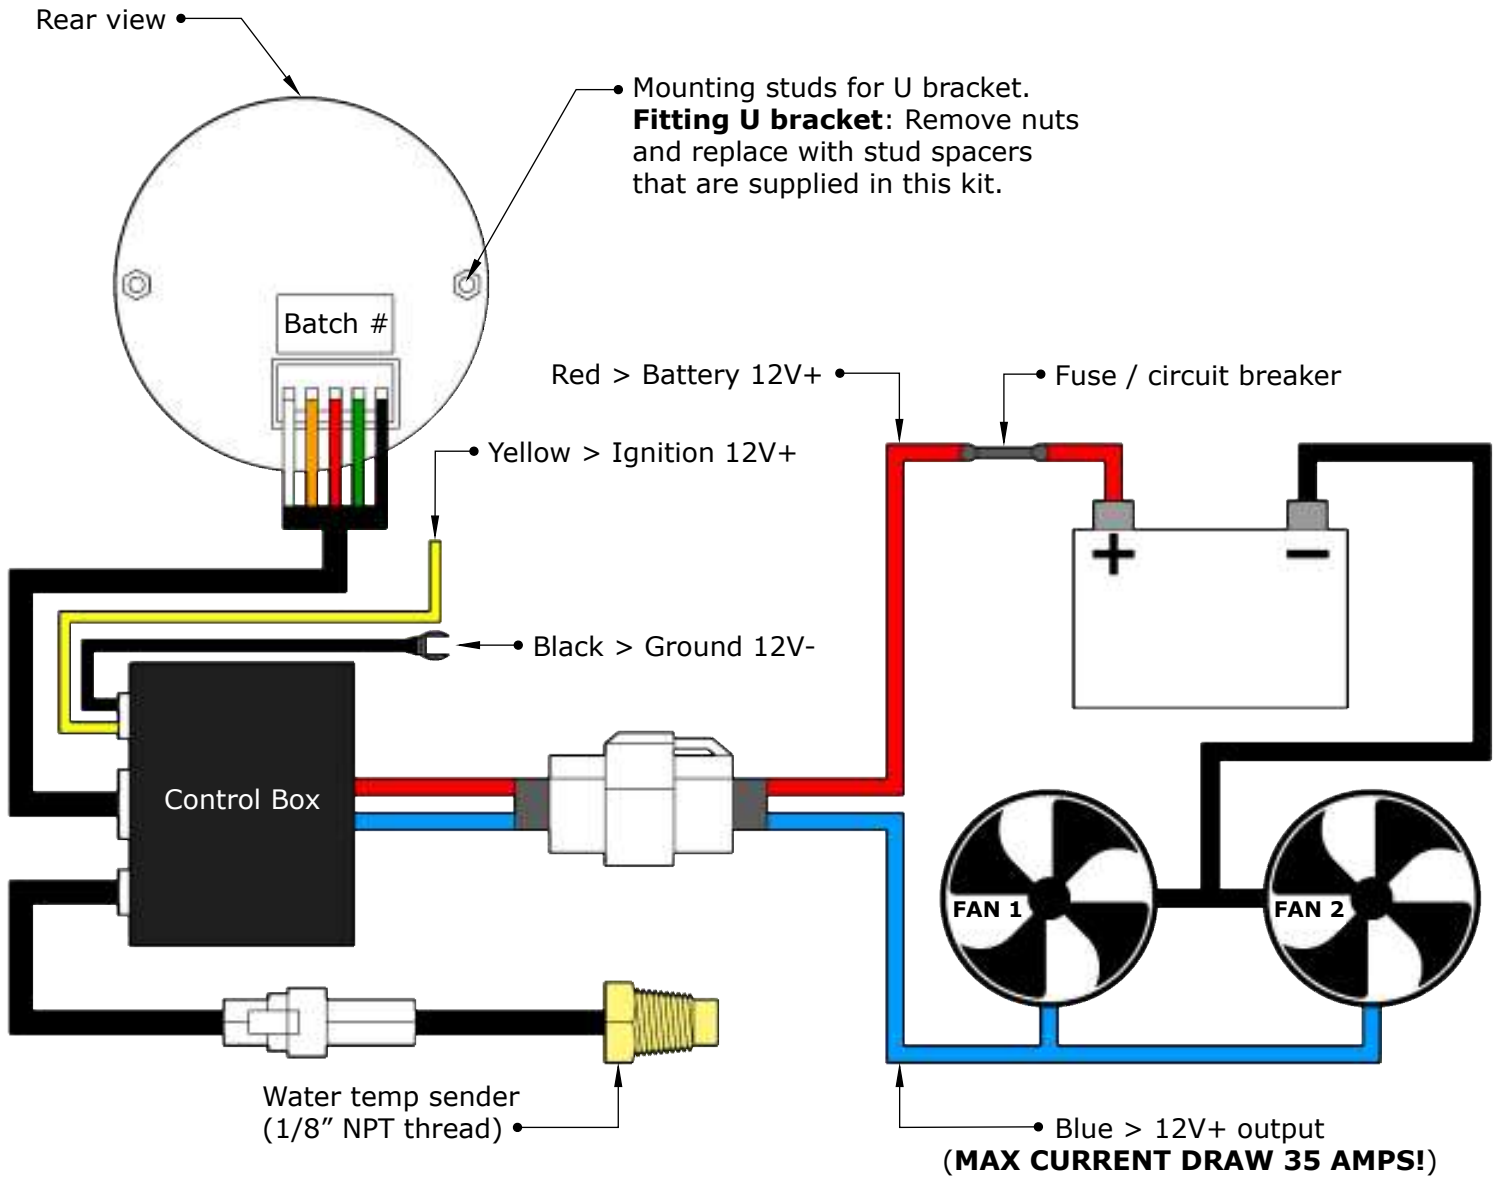 Rear view
Mounting studs for U bracket.
Fitting U bracket: Remove nuts
and replace with stud spacers
that are supplied in this kit.
Batch #
Red > Battery 12V+
Fuse / circuit breaker
Yellow > Ignition 12V+
+
−
Black > Ground 12V-
Control Box
FAN 1
FAN 2
Water temp sender
(1/8” NPT thread)
Blue > 12V+ output
(MAX CURRENT DRAW 35 AMPS!)